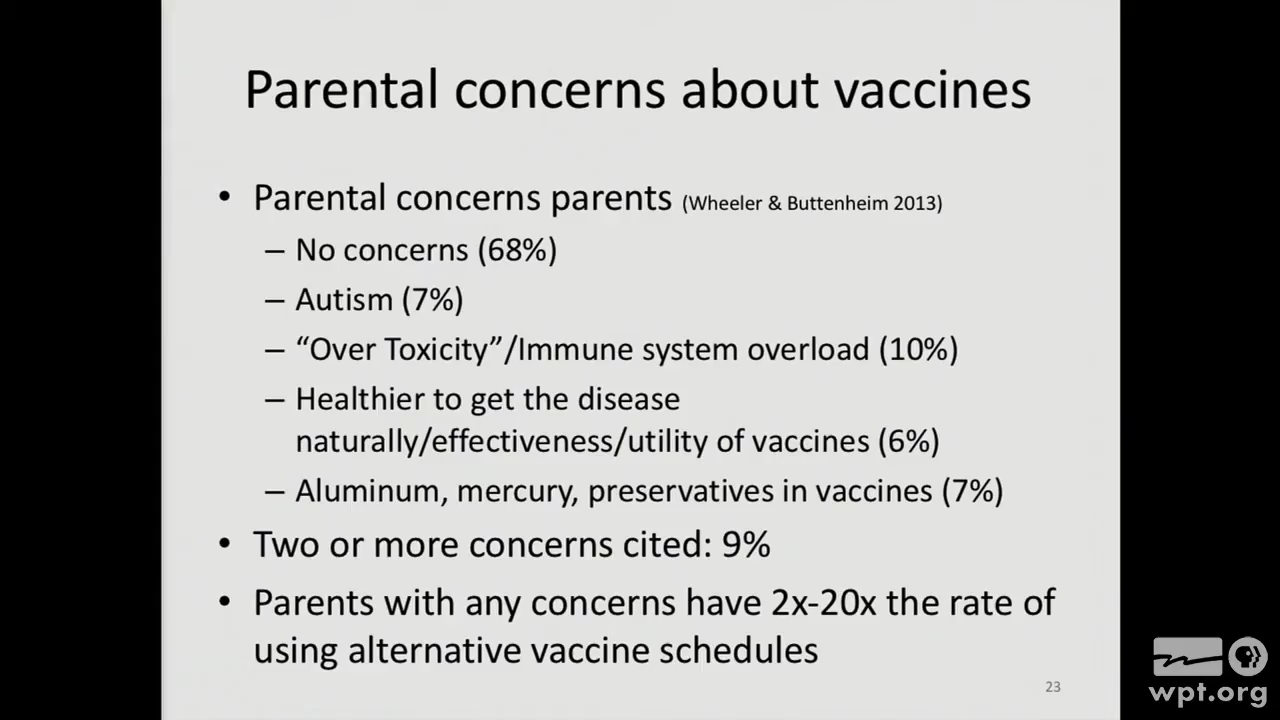 Parental concerns about vaccines
• Parental concerns parents (Wheeler & Buttenheim 2013)
– No concerns (68%)
– Autism (7%)
– “Over Toxicity”/Immune system overload (10%)
– Healthier to get the disease
naturally/effectiveness/utility of vaccines (6%)
– Aluminum, mercury, preservatives in vaccines (7%)
• Two or more concerns cited: 9%
• Parents with any concerns have 2x-20x the rate of
using alternative vaccine schedules
23
wpt.org